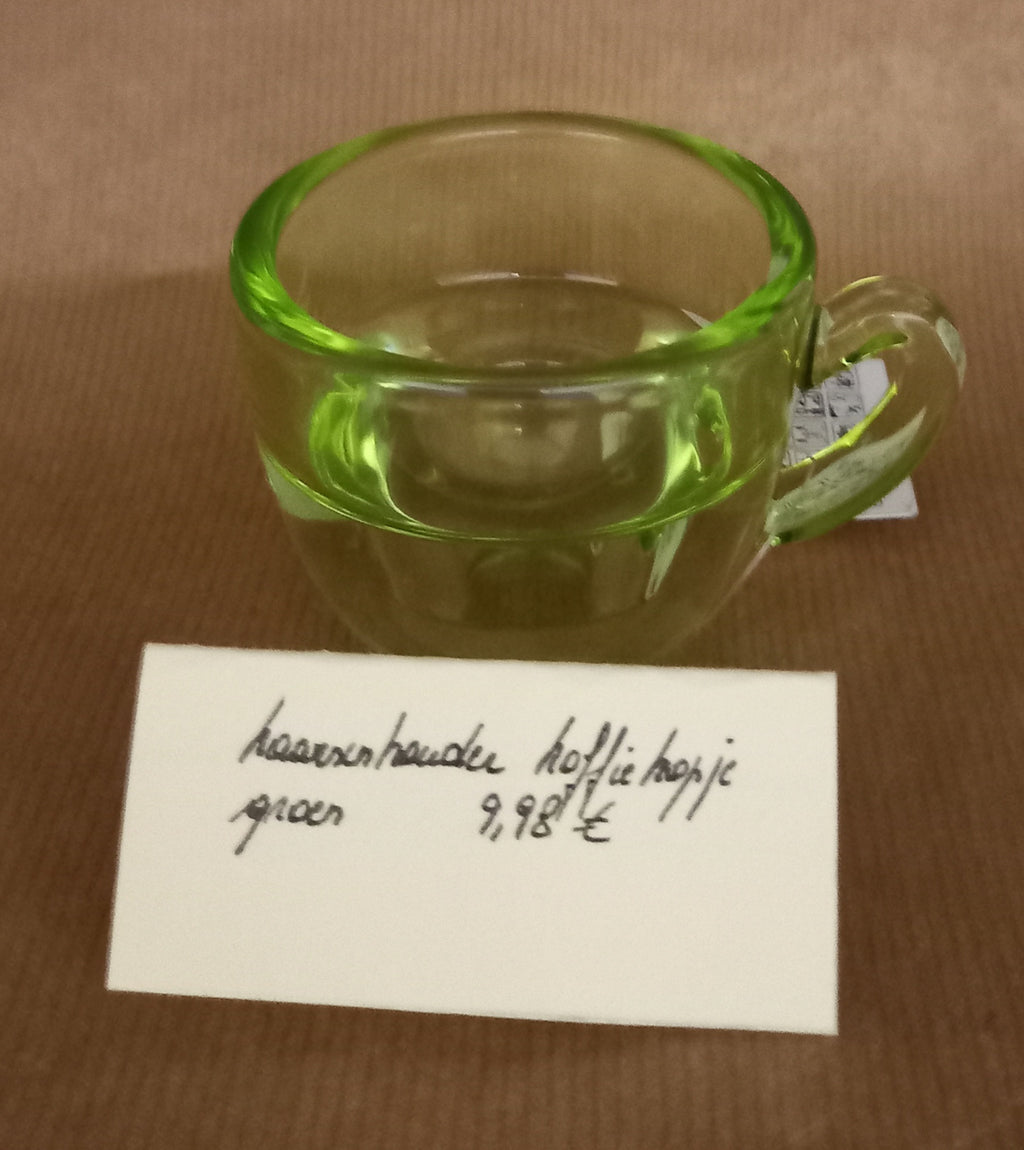 kaarsenhouder koffiekopje
groen 9,98 €